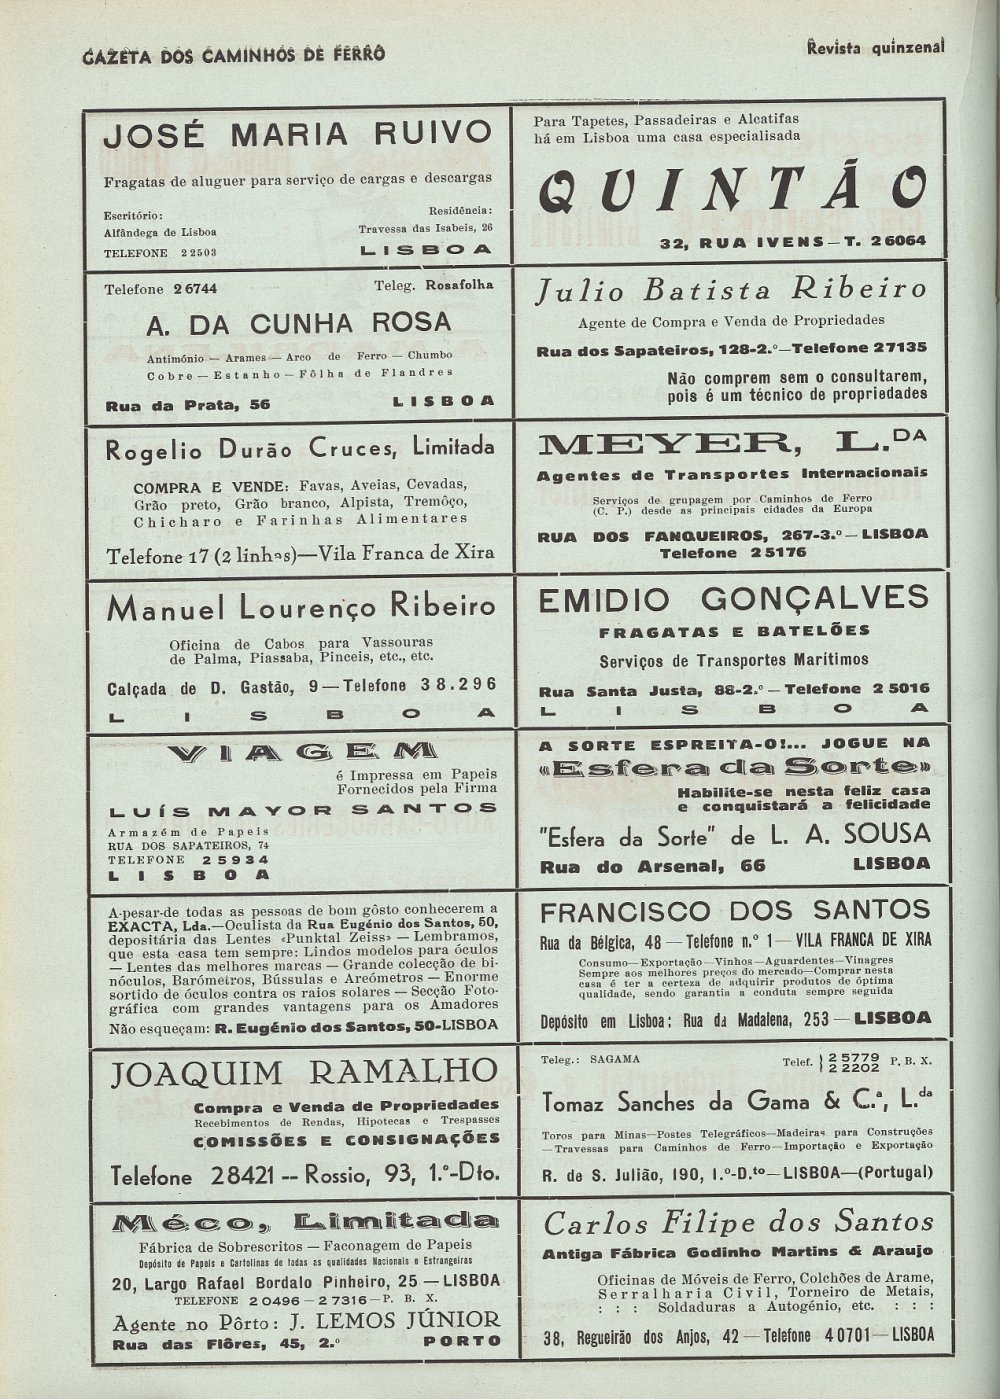 GAZETA DOS CAMINHOS DE FERRO
Revista quinzenal
JOSÉ MARIA RUIVO
Fragatas de aluguer para serviço de cargas e descargas
Escritório:
Alfândega de Lisboa
TELEFONE 22503
Residência:
Travessa das Isabeis, 26
LISBOA
Para Tapetes, Passadeiras e Alcatifas
há em Lisboa uma casa especialisada
QUINTÃO
32, RUA IVENS — T. 26064
Telefone 26744
Teleg. Rosafolha
A. DA CUNHA ROSA
Antimónio — Arames — Arco de Ferro — Chumbo
Cobre — Estanho — Fôlha de Flandres
Rua da Prata, 56 LISBOA
Julio Batista Ribeiro
Agente de Compra e Venda de Propriedades
Rua dos Sapateiros, 128-2.º—Telefone 27135
Não comprem sem o consultarem,
pois é um técnico de propriedades
Rogelio Durão Cruces, Limitada
COMPRA E VENDE: Favas, Aveias, Cevadas,
Grão preto, Grão branco, Alpista, Tremôço,
Chicharo e Farinhas Alimentares
Telefone 17 (2 linhas)—Vila Franca de Xira
MEYER, L.DA
Agentes de Transportes Internacionais
Serviços de grupagem por Caminhos de Ferro
(C. P.) desde as principais cidades da Europa
RUA DOS FANQUEIROS, 267-3.º — LISBOA
Telefone 25176
Manuel Lourenço Ribeiro
Oficina de Cabos para Vassouras
de Palma, Piassaba, Pinceis, etc., etc.
Calçada de D. Gastão, 9 — Telefone 38.296
LISBOA
EMIDIO GONÇALVES
FRAGATAS E BATELÕES
Serviços de Transportes Marítimos
Rua Santa Justa, 88-2.º — Telefone 25016
LISBOA
VIAGEM
é Impressa em Papeis
Fornecidos pela Firma
LUÍS MAYOR SANTOS
Armazém de Papeis
RUA DOS SAPATEIROS, 74
TELEFONE 25934
LISBOA
A SORTE ESPREITA-O!... JOGUE NA
«Esfera da Sorte»
Habilite-se nesta feliz casa
e conquistará a felicidade
"Esfera da Sorte" de L. A. SOUSA
Rua do Arsenal, 66 LISBOA
A-pesar-de todas as pessoas de bom gôsto conhecerem a
EXACTA, Lda.—Oculista da Rua Eugénio dos Santos, 50,
depositária das Lentes «Punktal Zeiss» — Lembramos,
que esta casa tem sempre: Lindos modelos para óculos
— Lentes das melhores marcas — Grande colecção de bi-
nóculos, Barómetros, Bússulas e Areómetros — Enorme
sortido de óculos contra os raios solares — Secção Foto-
gráfica com grandes vantagens para os Amadores
Não esqueçam: R. Eugénio dos Santos, 50-LISBOA
FRANCISCO DOS SANTOS
Rua da Bélgica, 48 — Telefone n.º 1 — VILA FRANCA DE XIRA
Consumo—Exportação—Vinhos—Aguardentes—Vinagres
Sempre aos melhores preços do mercado—Comprar nesta
casa é ter a certeza de adquirir produtos de óptima
qualidade, sendo garantia a conduta sempre seguida
Depósito em Lisboa: Rua da Madalena, 253 — LISBOA
JOAQUIM RAMALHO
Compra e Venda de Propriedades
Recebimentos de Rendas, Hipotecas e Trespasses
COMISSÕES E CONSIGNAÇÕES
Telefone 28421 -- Rossio, 93, 1.º-Dto.
Teleg.: SAGAMA
Telef. } 25779 P. B. X.
22202
Tomaz Sanches da Gama & C.ª, L.da
Toros para Minas—Postes Telegráficos—Madeiras para Construções
—Travessas para Caminhos de Ferro—Importação e Exportação
R. de S. Julião, 190, 1.º-D.to — LISBOA—(Portugal)
Méco, Limitada
Fábrica de Sobrescritos — Faconagem de Papeis
Depósito de Papeis e Cartolinas de todas as qualidades Nacionais e Estrangeiras
20, Largo Rafael Bordalo Pinheiro, 25 — LISBOA
TELEFONE 20496 — 27316 — P. B. X.
Agente no Pôrto: J. LEMOS JÚNIOR
Rua das Flôres, 45, 2.º PORTO
Carlos Filipe dos Santos
Antiga Fábrica Godinho Martins & Araujo
Oficinas de Móveis de Ferro, Colchões de Arame,
Serralharia Civil, Torneiro de Metais,
: : : Soldaduras a Autogénio, etc. : : :
38, Regueirão dos Anjos, 42 — Telefone 40701 — LISBOA